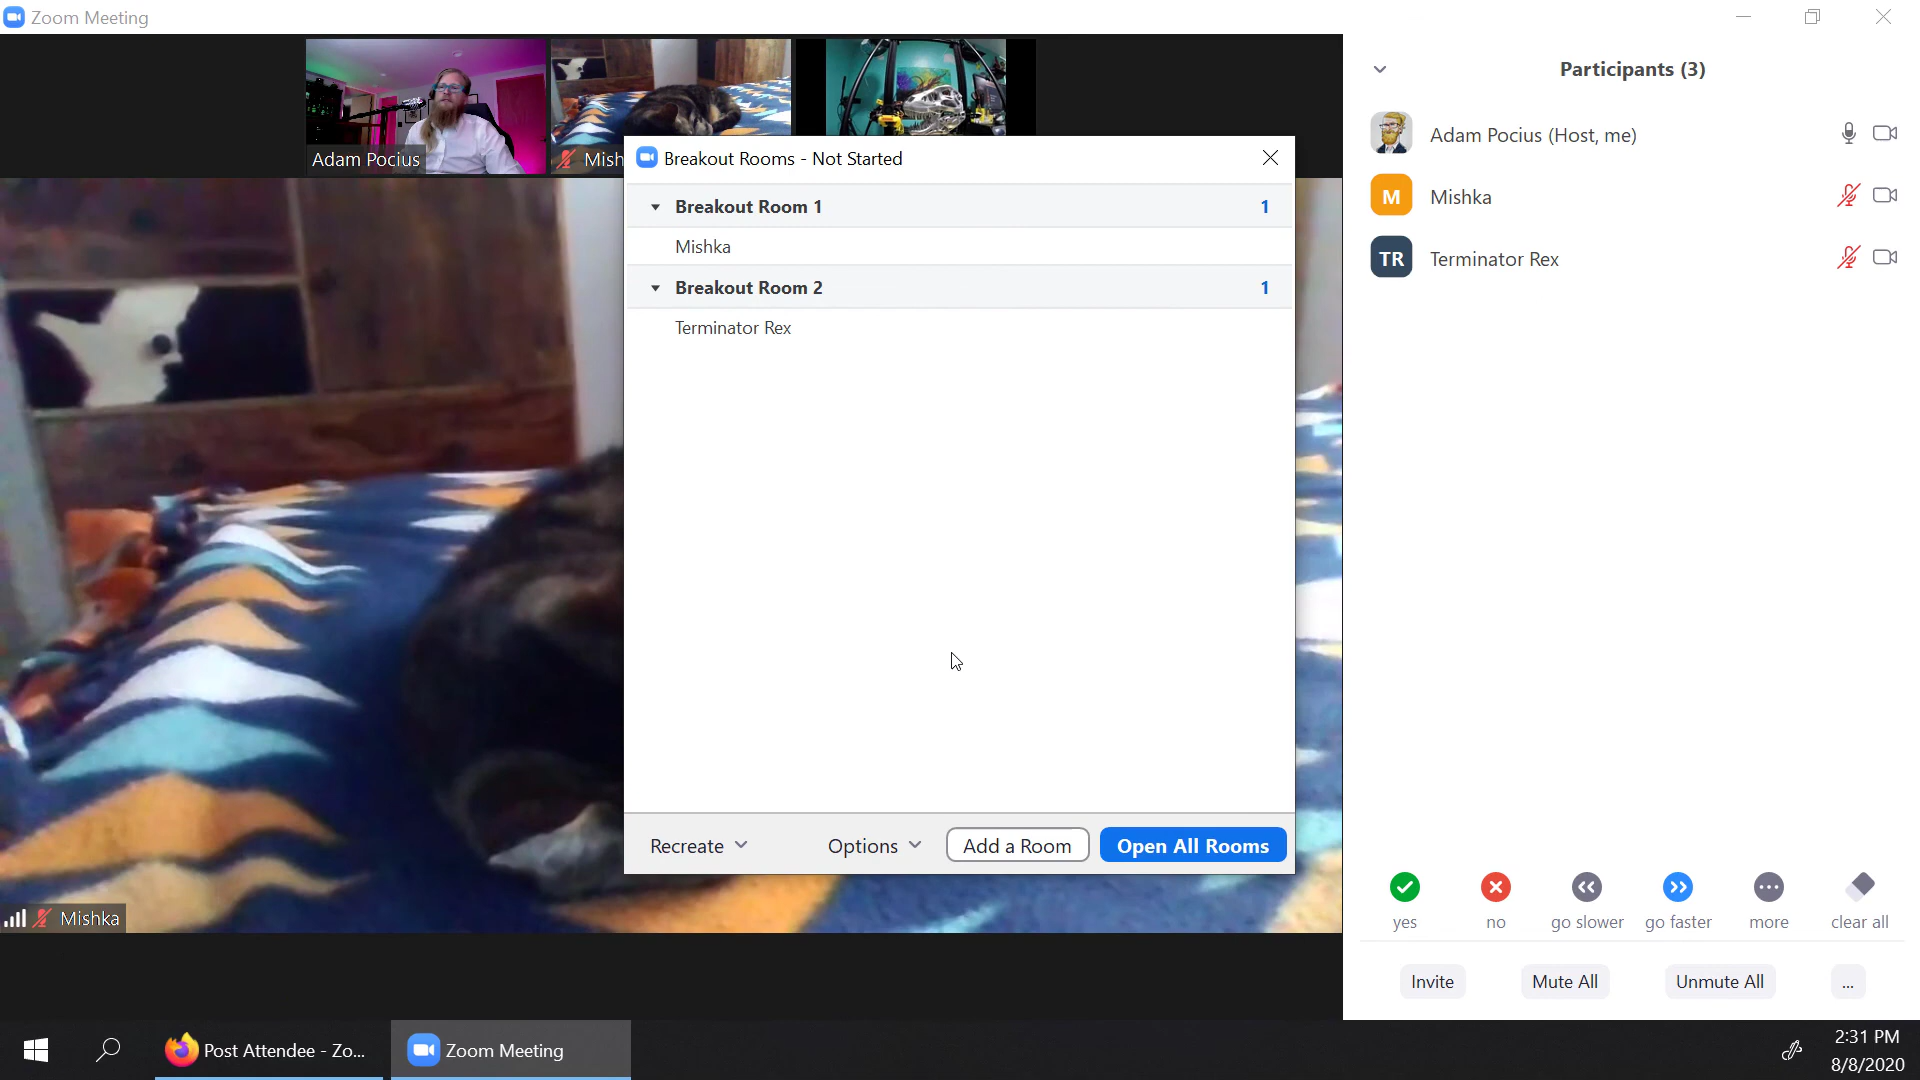 Zoom Meeting
Adam Pocius
Mish
Breakout Rooms - Not Started
Breakout Room 1 1
Mishka
Breakout Room 2 1
Terminator Rex
Recreate Options Add a Room Open All Rooms
Mishka
Participants (3)
Adam Pocius (Host, me)
M Mishka
TR Terminator Rex
yes no go slower go faster more clear all
Invite Mute All Unmute All ...
Post Attendee - Zo... Zoom Meeting
2:31 PM
8/8/2020